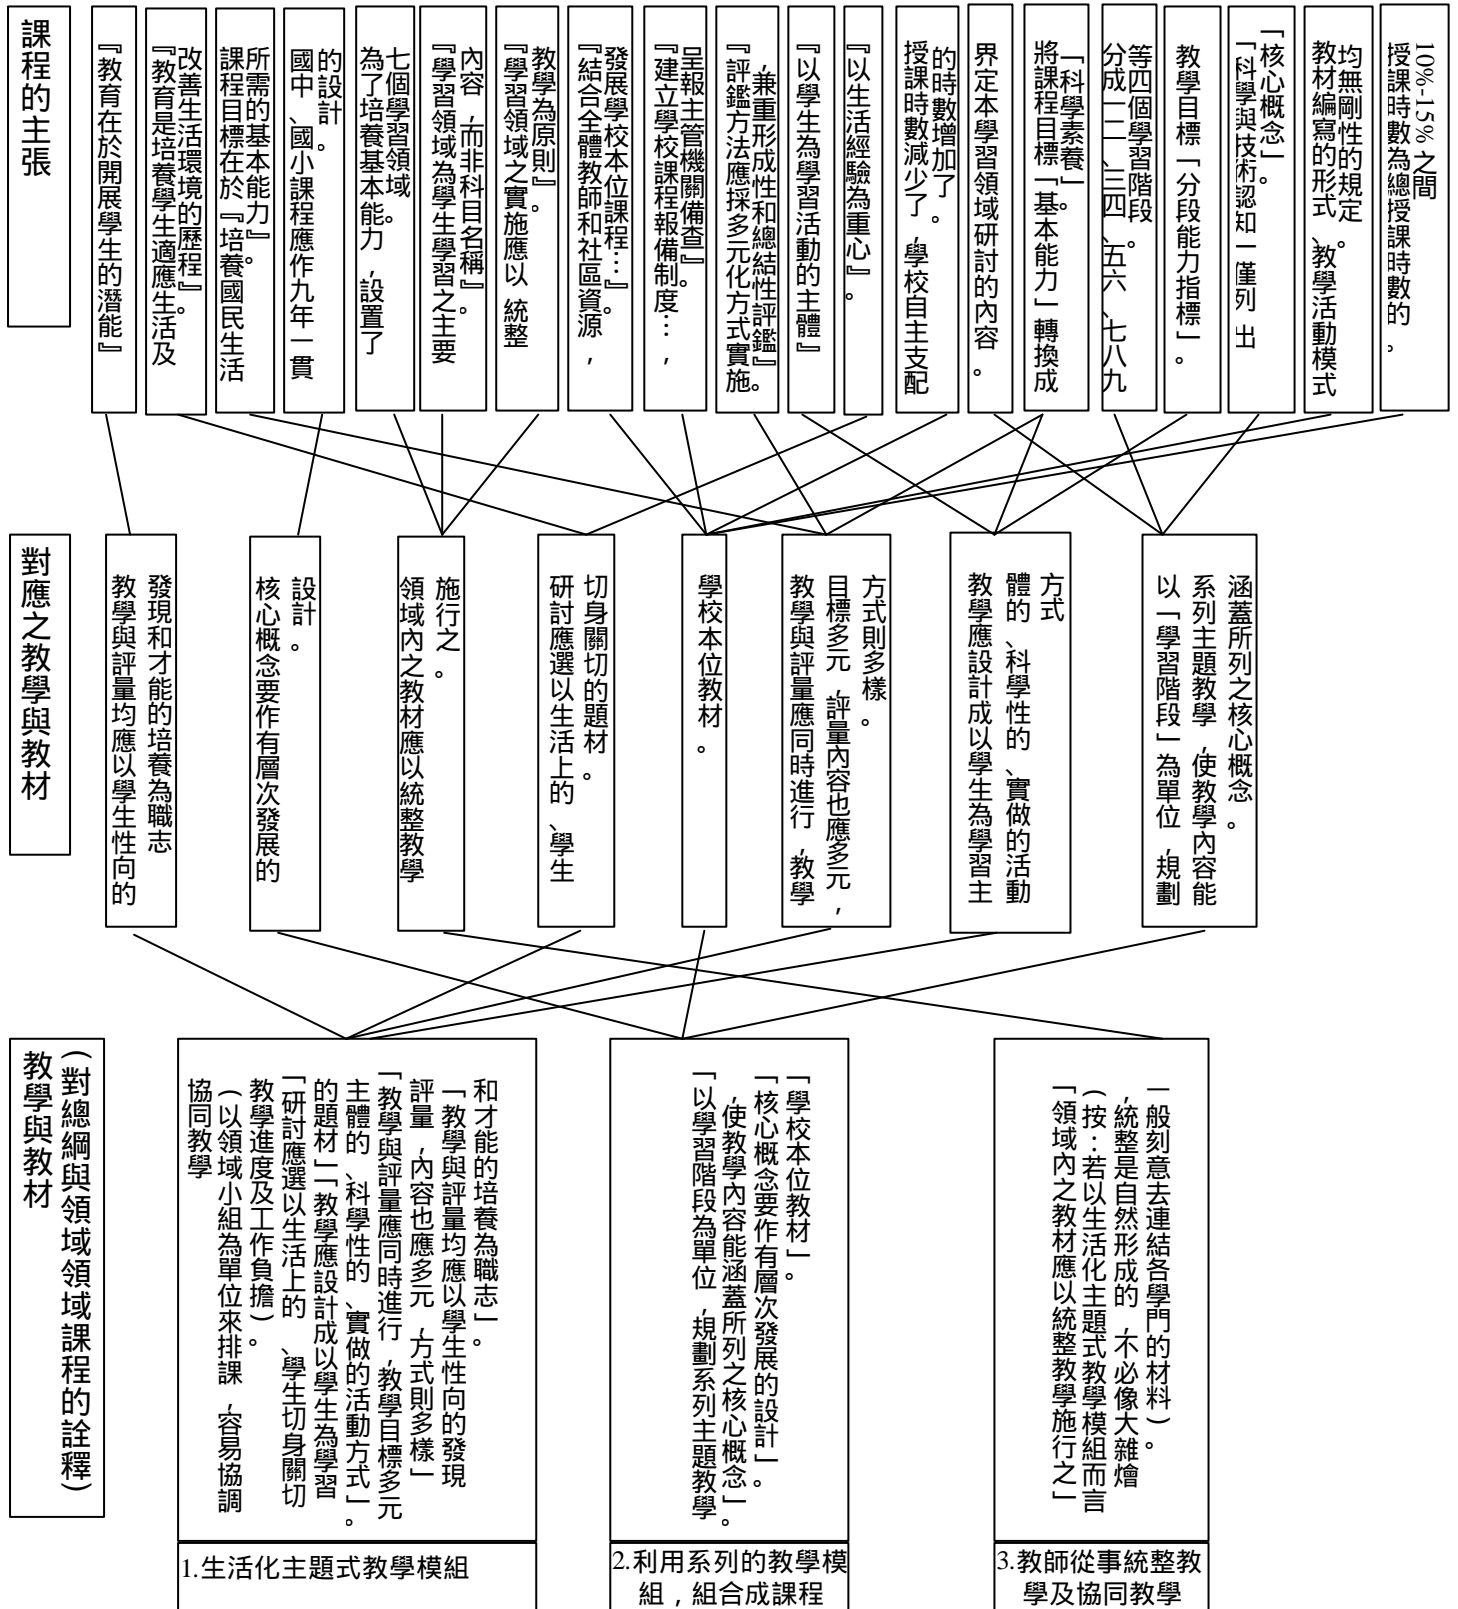 課程的主張
『教育在於開展學生的潛能』
『教育是培養學生適應生活及
改善生活環境的歷程』。
課程目標在於『培養國民生活
所需的基本能力』。
國中、國小課程應作九年一貫
的設計。
為了培養基本能力,設置了
七個學習領域。
『學習領域為學生學習之主要
內容,而非科目名稱』。
『學習領域之實施應以 統整
教學為原則』。
『結合全體教師和社區資源,
發展學校本位課程…』。
『建立學校課程報備制度…,
呈報主管機關備查』。
『評鑑方法應採多元化方式實施
,兼重形成性和總結性評鑑』。
『以學生為學習活動的主體』
『以生活經驗為重心』。
授課時數減少了,學校自主支配
的時數增加了。
界定本學習領域研討的內容。
將課程目標「基本能力」轉換成
「科學素養」。
分成一二、三四、五六、七八九
等四個學習階段。
教學目標「分段能力指標」。
「科學與技術認知」僅列出
「核心概念」。
教材編寫的形式、教學活動模式
均無剛性的規定。
授課時數為總授課時數的
10%-15%之間。
對應之教學與教材
教學與評量均應以學生性向的
發現和才能的培養為職志
核心概念要作有層次發展的
設計。
領域內之教材應以統整教學
施行之。
研討應選以生活上的、學生
切身關切的題材。
學校本位教材。
教學與評量應同時進行,教學
目標多元,評量內容也應多元,
方式則多樣。
教學應設計成以學生為學習主
體的、科學性的、實做的活動
方式
以「學習階段」為單位,規劃
系列主題教學,使教學內容能
涵蓋所列之核心概念。
(對總綱與領域領域課程的詮釋)
教學與教材
「教學與評量均應以學生性向的發現
和才能的培養為職志」。
「教學與評量應同時進行,教學目標多元
評量,內容也應多元,方式則多樣」
的題材」「教學應設計成以學生為學習
主體的、科學性的、實做的活動方式」。
「研討應選以生活上的、學生切身關切
(以領域小組為單位來排課,容易協調
教學進度及工作負擔)。
協同教學
1.生活化主題式教學模組
「學校本位教材」。
「核心概念要作有層次發展的設計」。
「以學習階段為單位,規劃系列主題教學
,使教學內容能涵蓋所列之核心概念」。
2.利用系列的教學模
組,組合成課程
「領域內之教材應以統整教學施行之」
(按:若以生活化主題式教學模組而言
,統整是自然形成的,不必像大雜燴
一般刻意去連結各學門的材料)。
3.教師從事統整教
學及協同教學